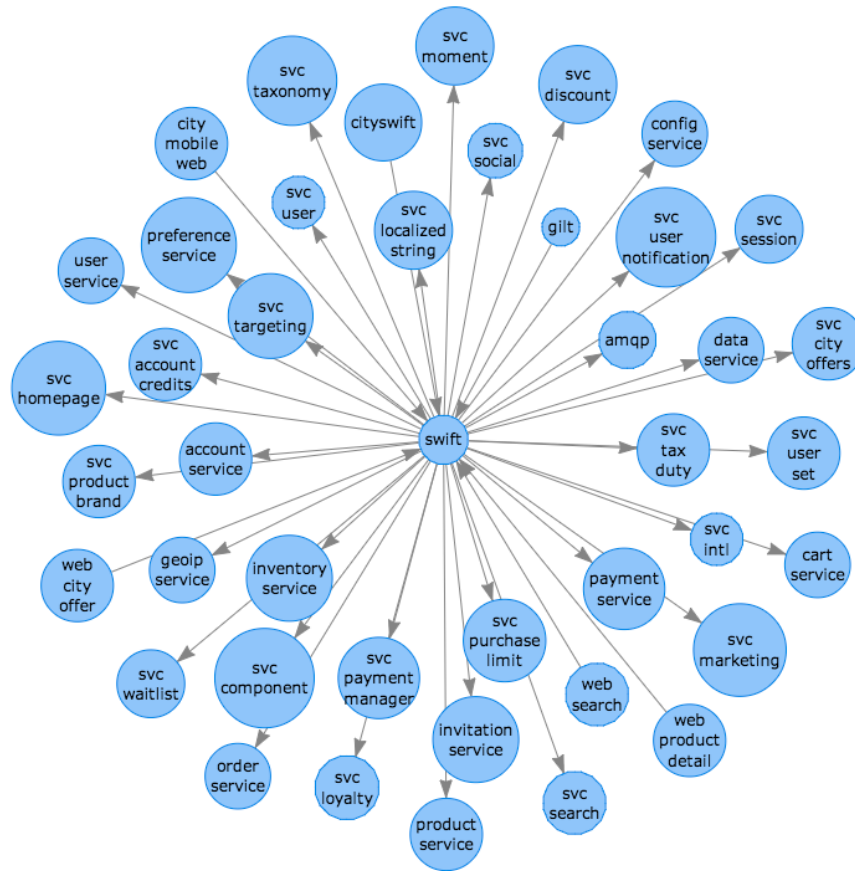 svc
moment
svc
taxonomy
svc
discount
cityswift
city
mobile
web
config
service
svc
social
svc
user
svc
localized
string
gilt
svc
user
notification
svc
session
preference
service
user
service
svc
targeting
amqp
data
service
svc
city
offers
svc
account
credits
svc
homepage
swift
svc
tax
duty
svc
user
set
account
service
svc
product
brand
svc
intl
cart
service
geoip
service
inventory
service
web
city
offer
payment
service
svc
purchase
limit
svc
marketing
svc
waitlist
svc
component
svc
payment
manager
web
search
invitation
service
web
product
detail
order
service
svc
loyalty
svc
search
product
service